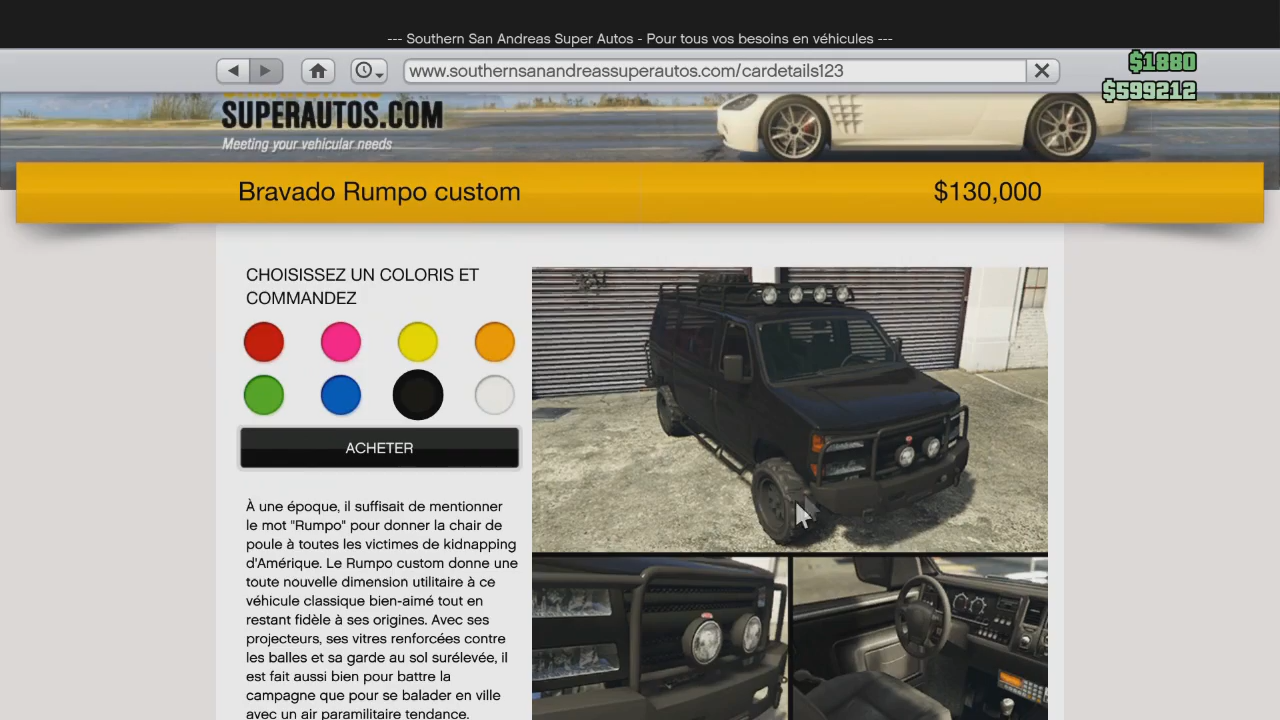 --- Southern San Andreas Super Autos - Pour tous vos besoins en véhicules ---
www.southernsanandreassuperautos.com/cardetails123
$1880
$599212
SUPERAUTOS.COM
Meeting your vehicular needs
Bravado Rumpo custom
$130,000
CHOISISSEZ UN COLORIS ET
COMMANDEZ
ACHETER
À une époque, il suffisait de mentionner
le mot "Rumpo" pour donner la chair de
poule à toutes les victimes de kidnapping
d'Amérique. Le Rumpo custom donne une
toute nouvelle dimension utilitaire à ce
véhicule classique bien-aimé tout en
restant fidèle à ses origines. Avec ses
projecteurs, ses vitres renforcées contre
les balles et sa garde au sol surélevée, il
est fait aussi bien pour battre la
campagne que pour se balader en ville
avec un air paramilitaire tendance.